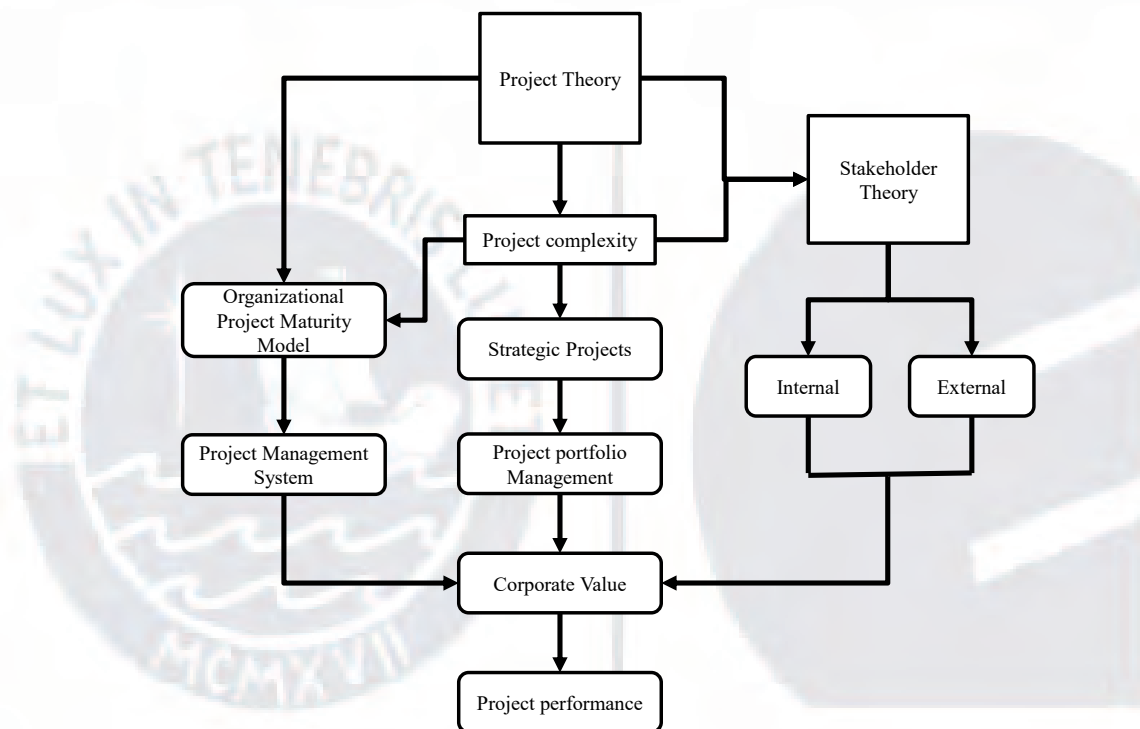 Project Theory
Stakeholder
Theory
Project complexity
Organizational
Project Maturity
Model
Strategic Projects
Internal
External
Project Management
System
Project portfolio
Management
Corporate Value
Project performance
ET LUX IN TENEBRIS LUCET
MCMXVII